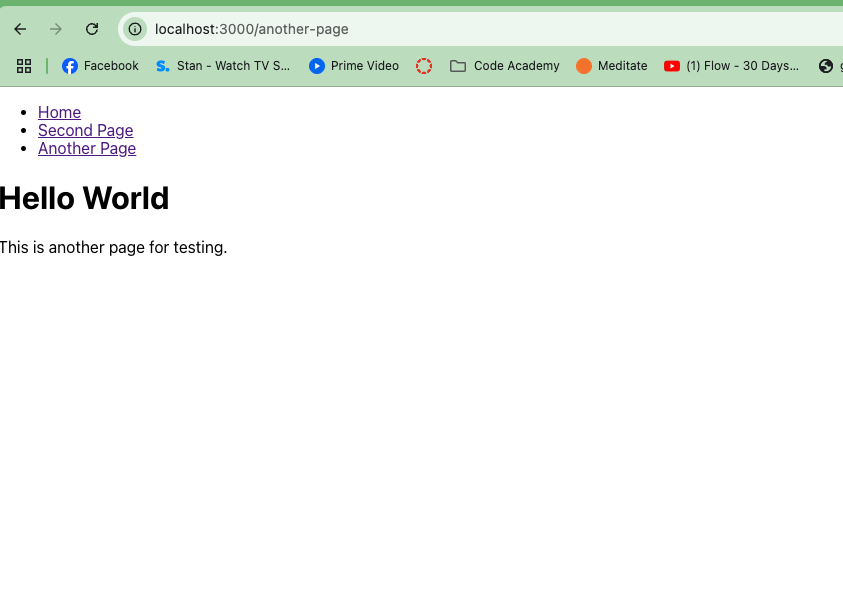 localhost:3000/another-page
Facebook S. Stan - Watch TV S... Prime Video Code Academy Meditate (1) Flow - 30 Days... g
Home
Second Page
Another Page
Hello World
This is another page for testing.